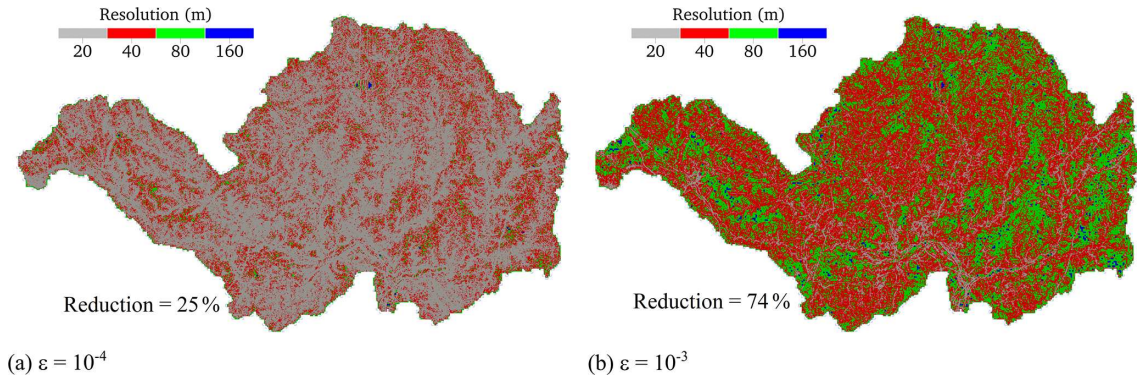 Resolution (m)
20 40 80 160
Reduction = 25 %
(a) ε = 10⁻⁴
Resolution (m)
20 40 80 160
Reduction = 74 %
(b) ε = 10⁻³